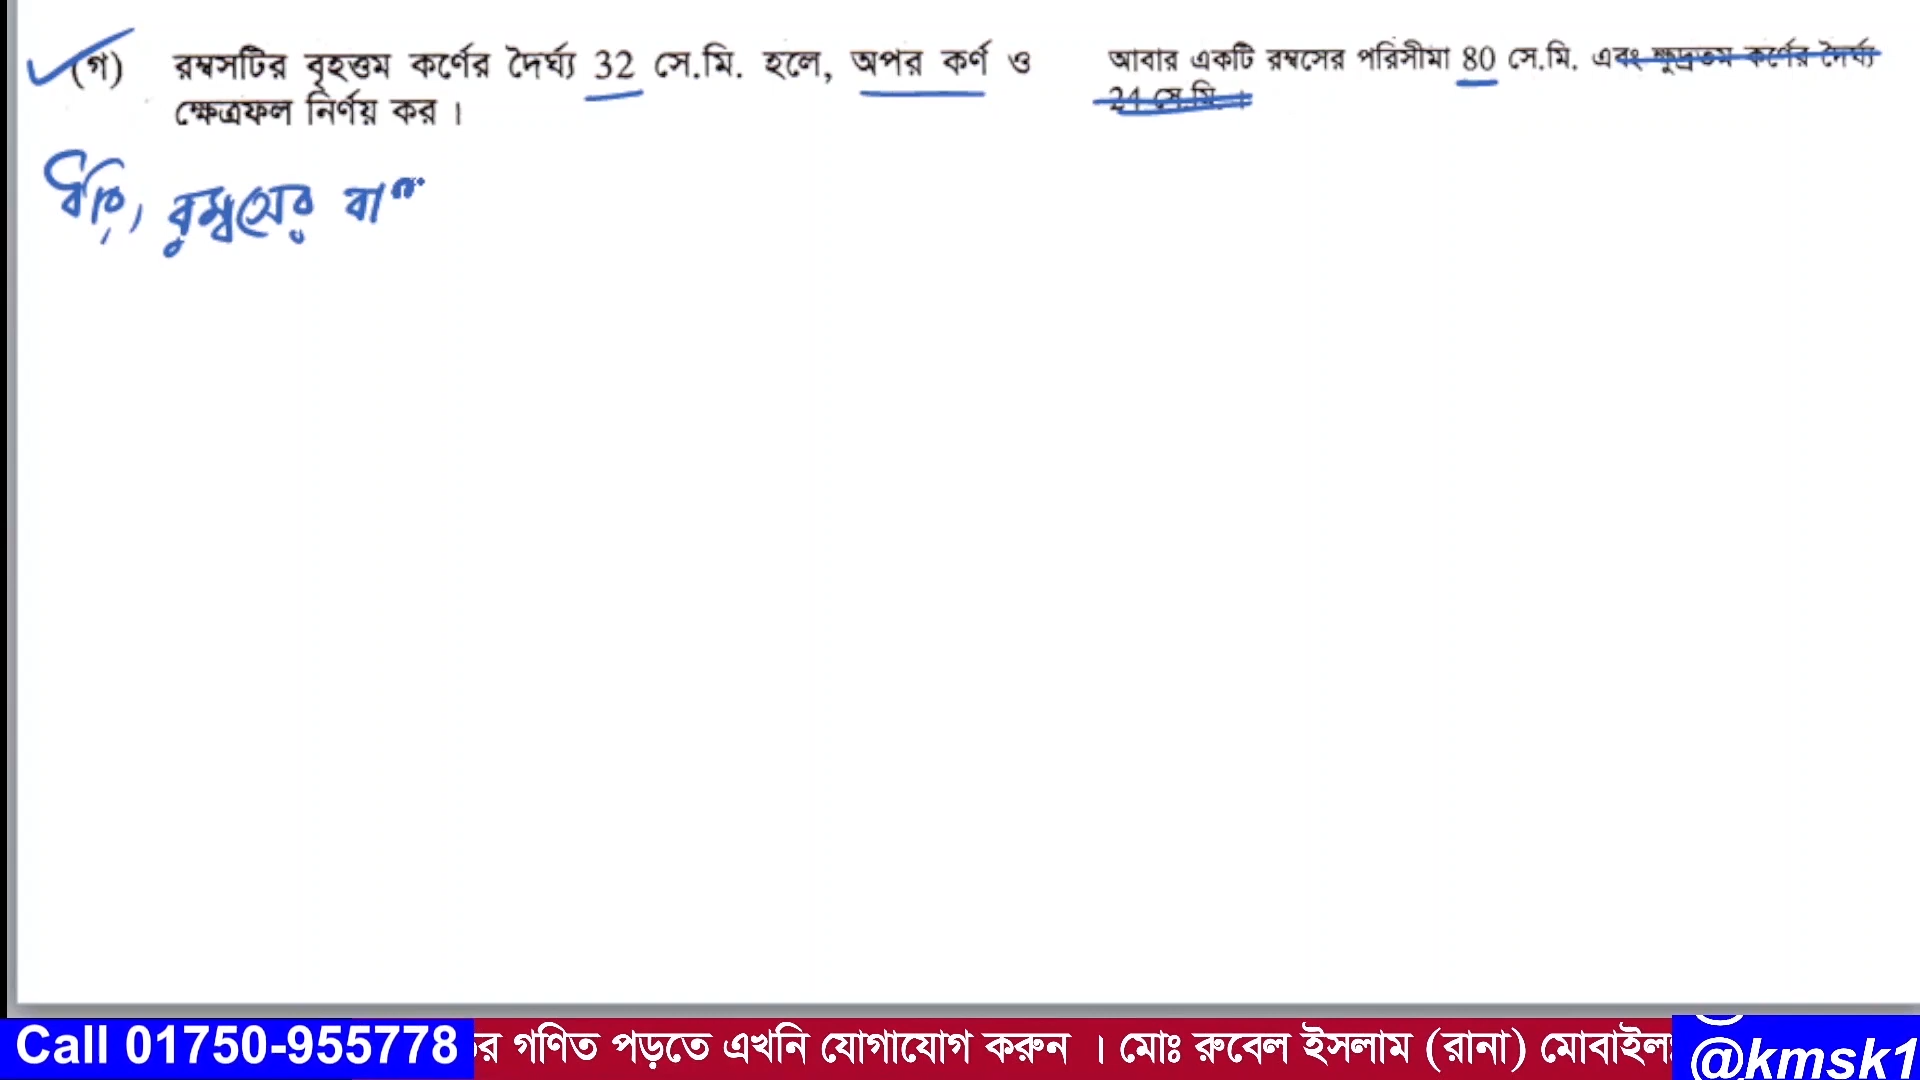 (গ) রম্বসটির বৃহত্তম কর্ণের দৈর্ঘ্য 32 সে.মি. হলে, অপর কর্ণ ও
ক্ষেত্রফল নির্ণয় কর ।
আবার একটি রম্বসের পরিসীমা 80 সে.মি. এবং ক্ষুদ্রতম কর্ণের দৈর্ঘ্য
24 সে.মি. ।
ধরি, রম্বসের বা
Call 01750-955778
র গণিত পড়তে এখনি যোগাযোগ করুন । মোঃ রুবেল ইসলাম (রানা) মোবাইলঃ
@kmsk1